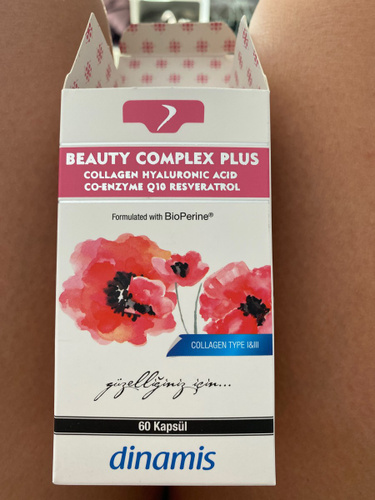 BEAUTY COMPLEX PLUS
COLLAGEN HYALURONIC ACID
CO-ENZYME Q10 RESVERATROL
Formulated with BioPerine®
COLLAGEN TYPE I&III
güzelliğiniz için...
60 Kapsül
dinamis